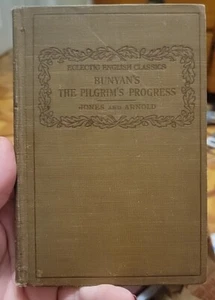 ECLECTIC ENGLISH CLASSICS
BUNYAN'S
THE PILGRIM'S PROGRESS
JONES AND ARNOLD